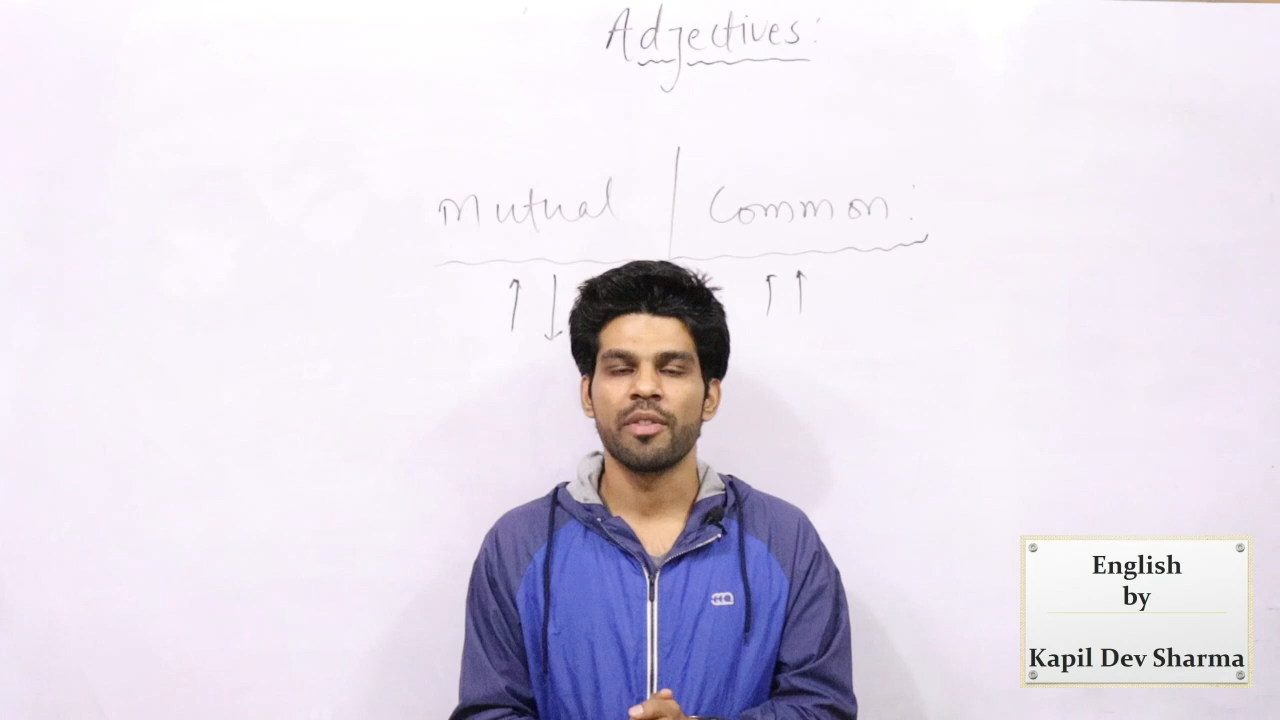 Adjectives:
Mutual | Common:
↑ ↓ ↑ ↑
English
by
Kapil Dev Sharma